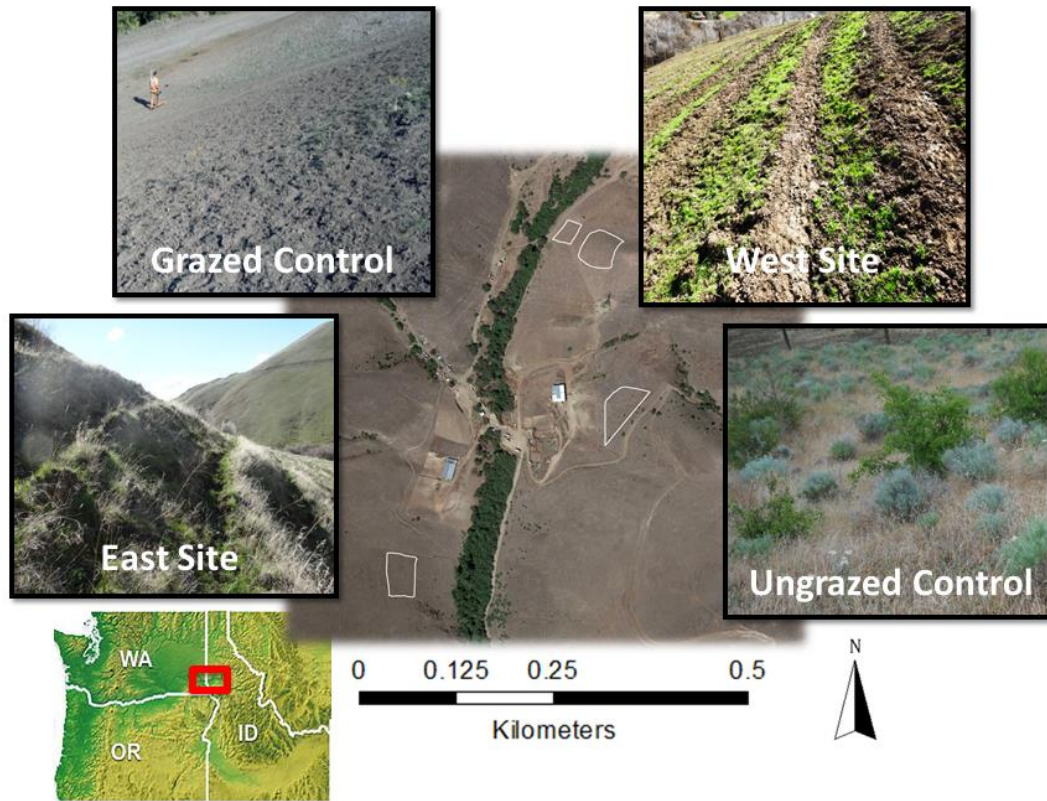 Grazed Control
West Site
East Site
Ungrazed Control
WA
OR
ID
0 0.125 0.25 0.5
Kilometers
N